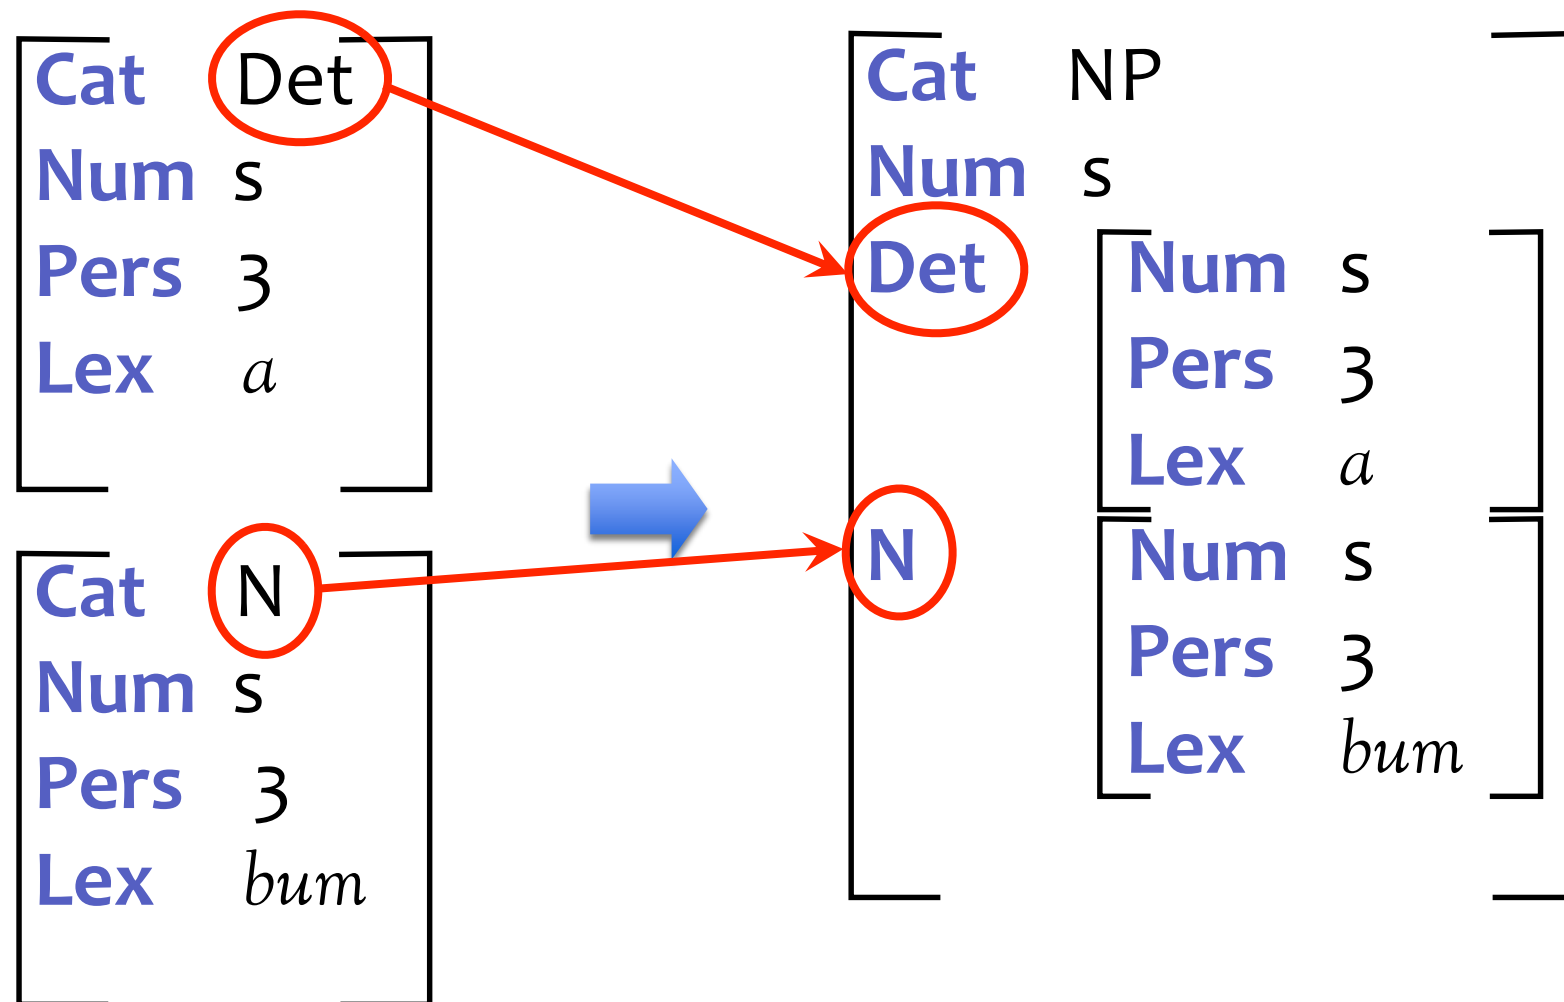 Cat Det
Num s
Pers 3
Lex a
Cat N
Num s
Pers 3
Lex bum
Cat NP
Num s
Det Num s
Pers 3
Lex a
N Num s
Pers 3
Lex bum